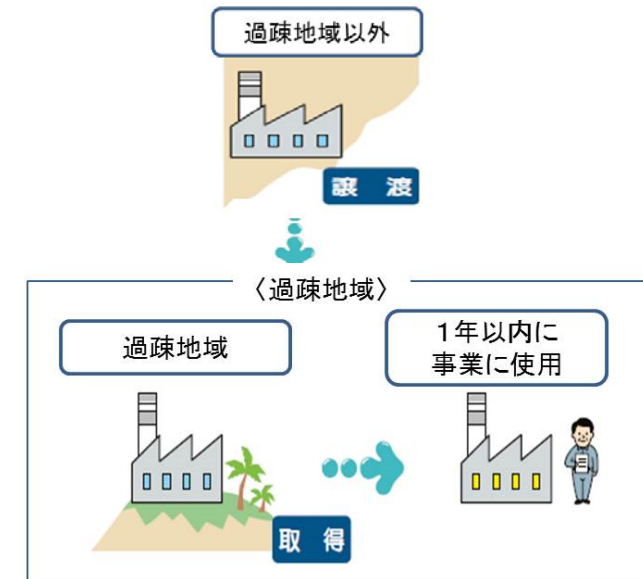 過疎地域以外
譲 渡
〈過疎地域〉
過疎地域
1年以内に
事業に使用
取 得